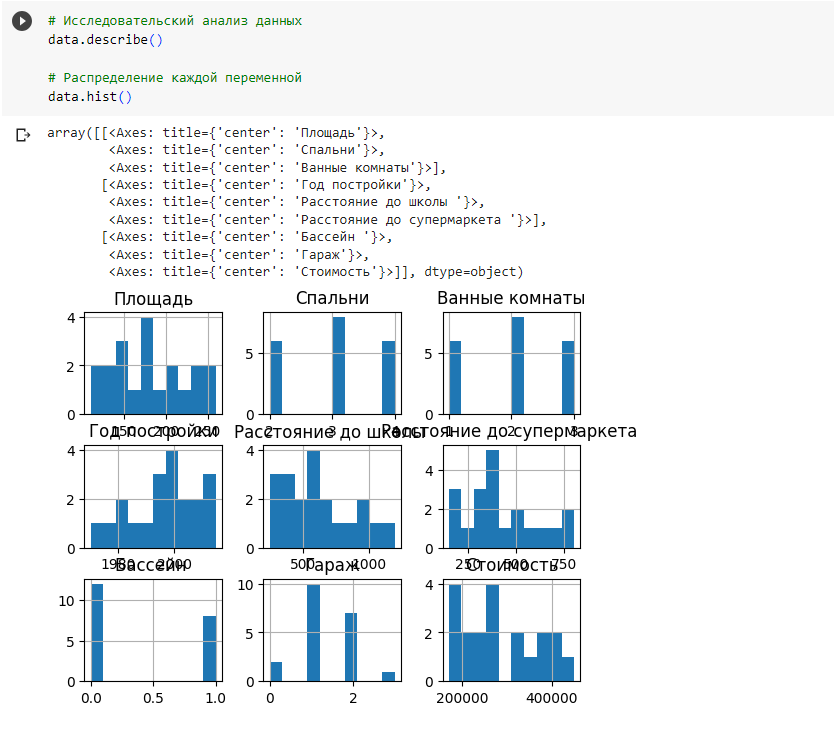 # Исследовательский анализ данных
data.describe()
# Распределение каждой переменной
data.hist()
array([[<Axes: title={'center': 'Площадь'}>,
<Axes: title={'center': 'Спальни'}>,
<Axes: title={'center': 'Ванные комнаты'}>],
[<Axes: title={'center': 'Год постройки'}>,
<Axes: title={'center': 'Расстояние до школы '}>,
<Axes: title={'center': 'Расстояние до супермаркета '}>],
[<Axes: title={'center': 'Бассейн '}>,
<Axes: title={'center': 'Гараж'}>,
<Axes: title={'center': 'Стоимость'}>]], dtype=object)
Площадь Спальни Ванные комнаты
4 5 5
2
0 0 0
150 200 250 2 3 4 1 2 3
Год постройки Расстояние до школы Расстояние до супермаркета
4 4 4
2 2 2
0 0 0
1980 2000 500 1000 250 500 750
Бассейн Гараж Стоимость
10 10 4
5 5 2
0 0 0
0.0 0.5 1.0 0 2 200000 400000